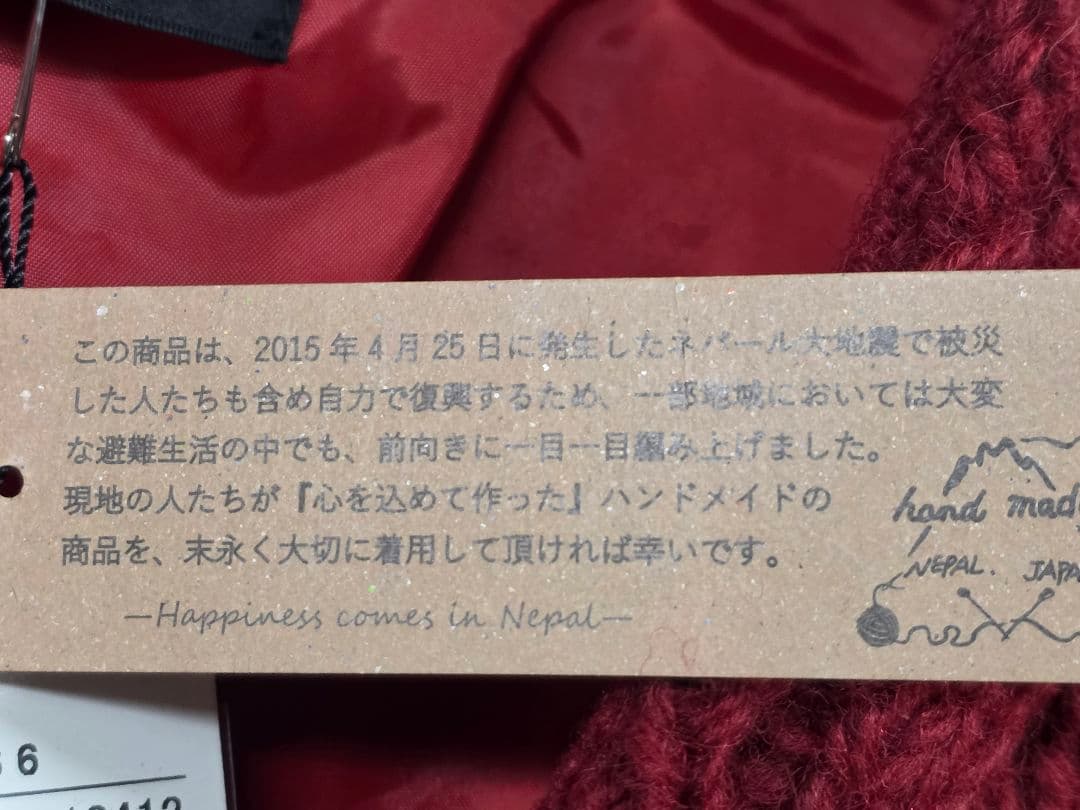 この商品は、2015年4月25日に発生したネパール大地震で被災
した人たちも含め自力で復興するため、一部地域においては大変
な避難生活の中でも、前向きに一目一目編み上げました。
現地の人たちが『心を込めて作った』ハンドメイドの
商品を、末永く大切に着用して頂ければ幸いです。
—Happiness comes in Nepal—
hand mad
NEPAL. JAPA
6